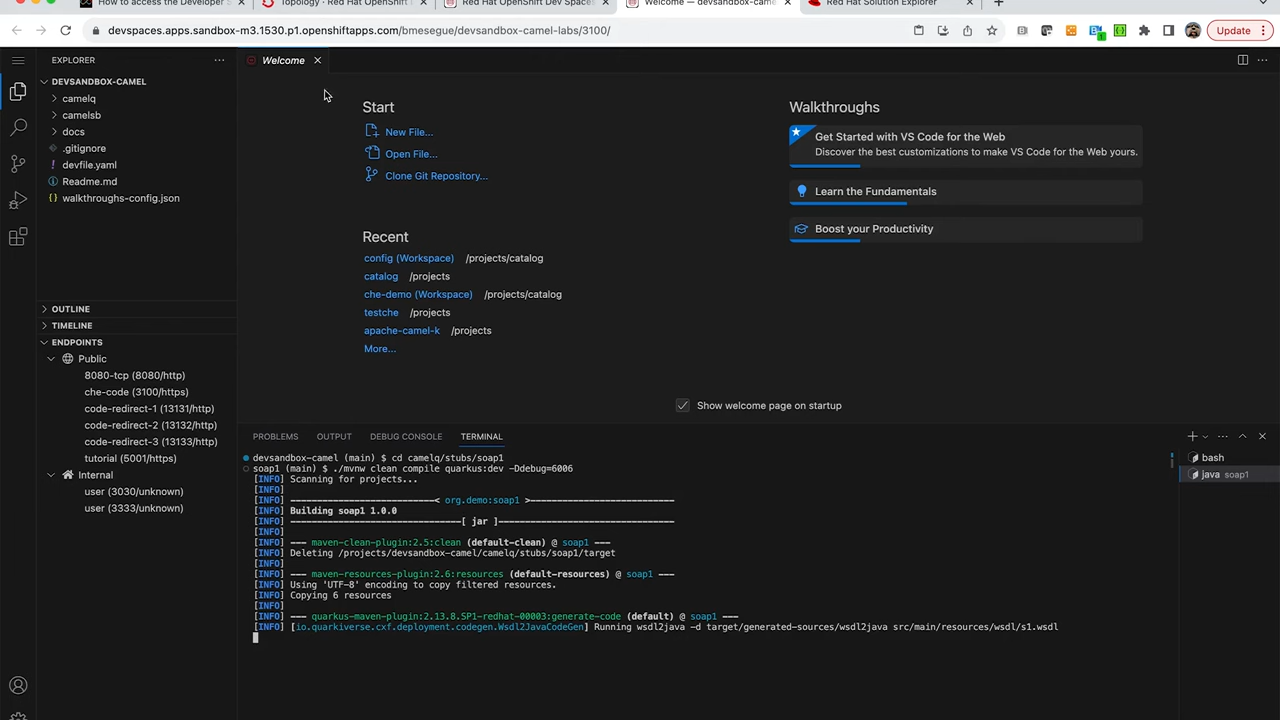 How to access the Developer S
Topology · Red Hat OpenShift
Red Hat OpenShift Dev Spaces
Welcome — devsandbox-camel
Red Hat Solution Explorer
devspaces.apps.sandbox-m3.1530.p1.openshiftapps.com/bmesegue/devsandbox-camel-labs/3100/
Update
EXPLORER
Welcome
DEVSANDBOX-CAMEL
camelq
camelsb
docs
.gitignore
devfile.yaml
Readme.md
walkthroughs-config.json
OUTLINE
TIMELINE
ENDPOINTS
Public
8080-tcp (8080/http)
che-code (3100/https)
code-redirect-1 (13131/http)
code-redirect-2 (13132/http)
code-redirect-3 (13133/http)
tutorial (5001/https)
Internal
user (3030/unknown)
user (3333/unknown)
Start
New File...
Open File...
Clone Git Repository...
Recent
config (Workspace) /projects/catalog
catalog /projects
che-demo (Workspace) /projects/catalog
testche /projects
apache-camel-k /projects
More...
Walkthroughs
Get Started with VS Code for the Web
Discover the best customizations to make VS Code for the Web yours.
Learn the Fundamentals
Boost your Productivity
Show welcome page on startup
PROBLEMS OUTPUT DEBUG CONSOLE TERMINAL
devsandbox-camel (main) $ cd camelq/stubs/soap1
soap1 (main) $ ./mvnw clean compile quarkus:dev -Ddebug=6006
[INFO] Scanning for projects...
[INFO]
[INFO] --------------------------< org.demo:soap1 >---------------------------
[INFO] Building soap1 1.0.0
[INFO] --------------------------------[ jar ]---------------------------------
[INFO]
[INFO] --- maven-clean-plugin:2.5:clean (default-clean) @ soap1 ---
[INFO] Deleting /projects/devsandbox-camel/camelq/stubs/soap1/target
[INFO]
[INFO] --- maven-resources-plugin:2.6:resources (default-resources) @ soap1 ---
[INFO] Using 'UTF-8' encoding to copy filtered resources.
[INFO] Copying 6 resources
[INFO]
[INFO] --- quarkus-maven-plugin:2.13.8.SP1-redhat-00003:generate-code (default) @ soap1 ---
[INFO] [io.quarkiverse.cxf.deployment.codegen.Wsdl2JavaCodeGen] Running wsdl2java -d target/generated-sources/wsdl2java src/main/resources/wsdl/s1.wsdl
bash
java soap1